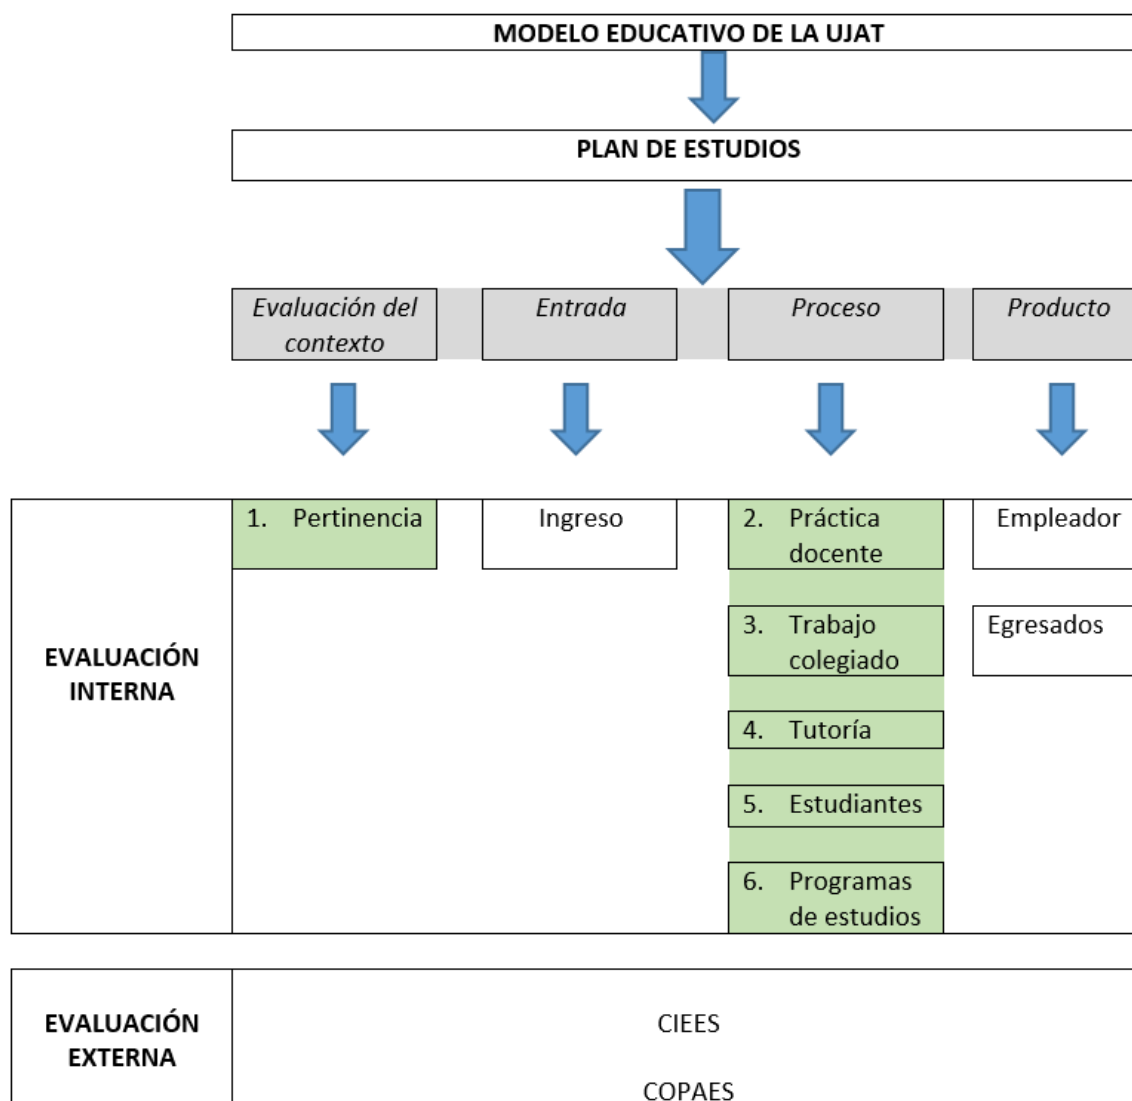 MODELO EDUCATIVO DE LA UJAT
PLAN DE ESTUDIOS
Evaluación del
contexto
Entrada
Proceso
Producto
EVALUACIÓN
INTERNA
1. Pertinencia
Ingreso
2. Práctica
docente
3. Trabajo
colegiado
4. Tutoría
5. Estudiantes
6. Programas
de estudios
Empleador
Egresados
EVALUACIÓN
EXTERNA
CIEES
COPAES